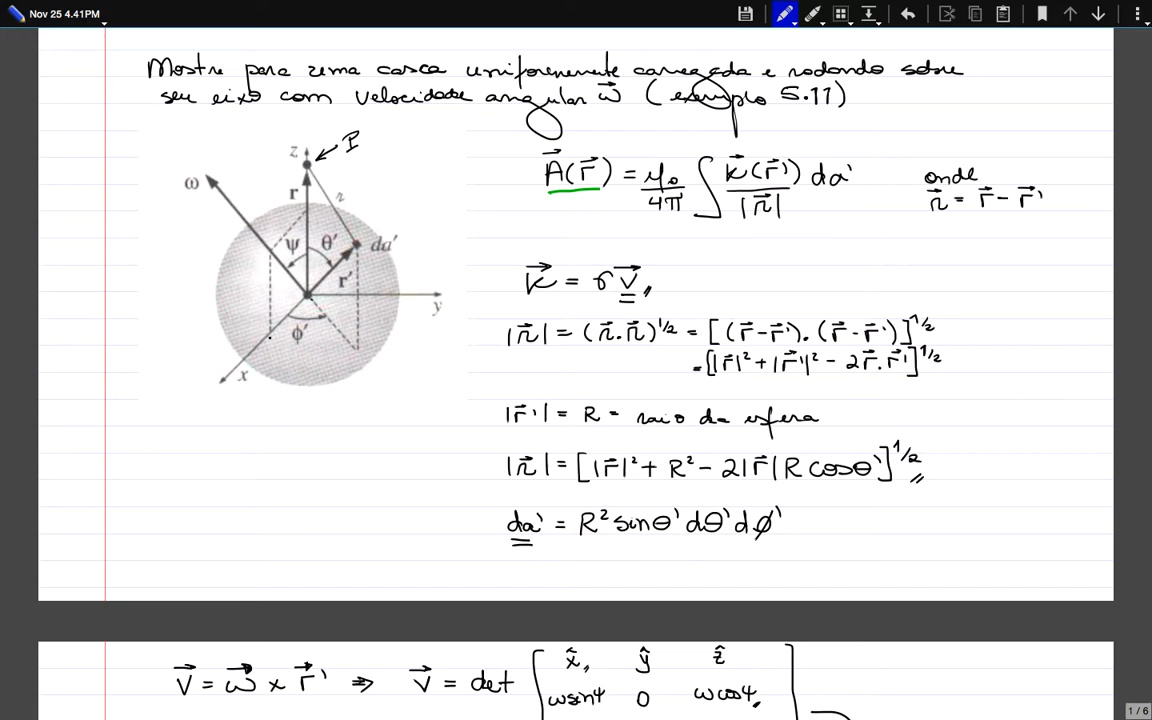 Nov 25 4.41PM
Mostre para uma casca uniformemente carregada e rodando sobre
seu eixo com velocidade angular ω⃗ (exemplo 5.11)
z P
ω r 𝓇
A⃗(r⃗) = μ₀/4π ∫ K⃗(r⃗')/|𝓇⃗| da'
onde
𝓇⃗ = r⃗ - r⃗'
ψ θ' da'
r'
y
φ'
x
K⃗ = σv⃗,,
|𝓇⃗| = (𝓇⃗.𝓇⃗)^1/2 = [(r⃗-r⃗').(r⃗-r⃗')]^1/2
= [|r⃗|² + |r⃗'|² - 2r⃗.r⃗']^1/2
|r⃗'| = R = raio da esfera
|𝓇⃗| = [|r⃗|² + R² - 2|r⃗|R cosθ']^1/2 //
da' = R² sinθ' dθ' dφ'
1 / 6
v⃗ = ω⃗ x r⃗' ⇒ v⃗ = det [ x̂, ŷ ẑ
ωsinψ 0 ωcosψ,